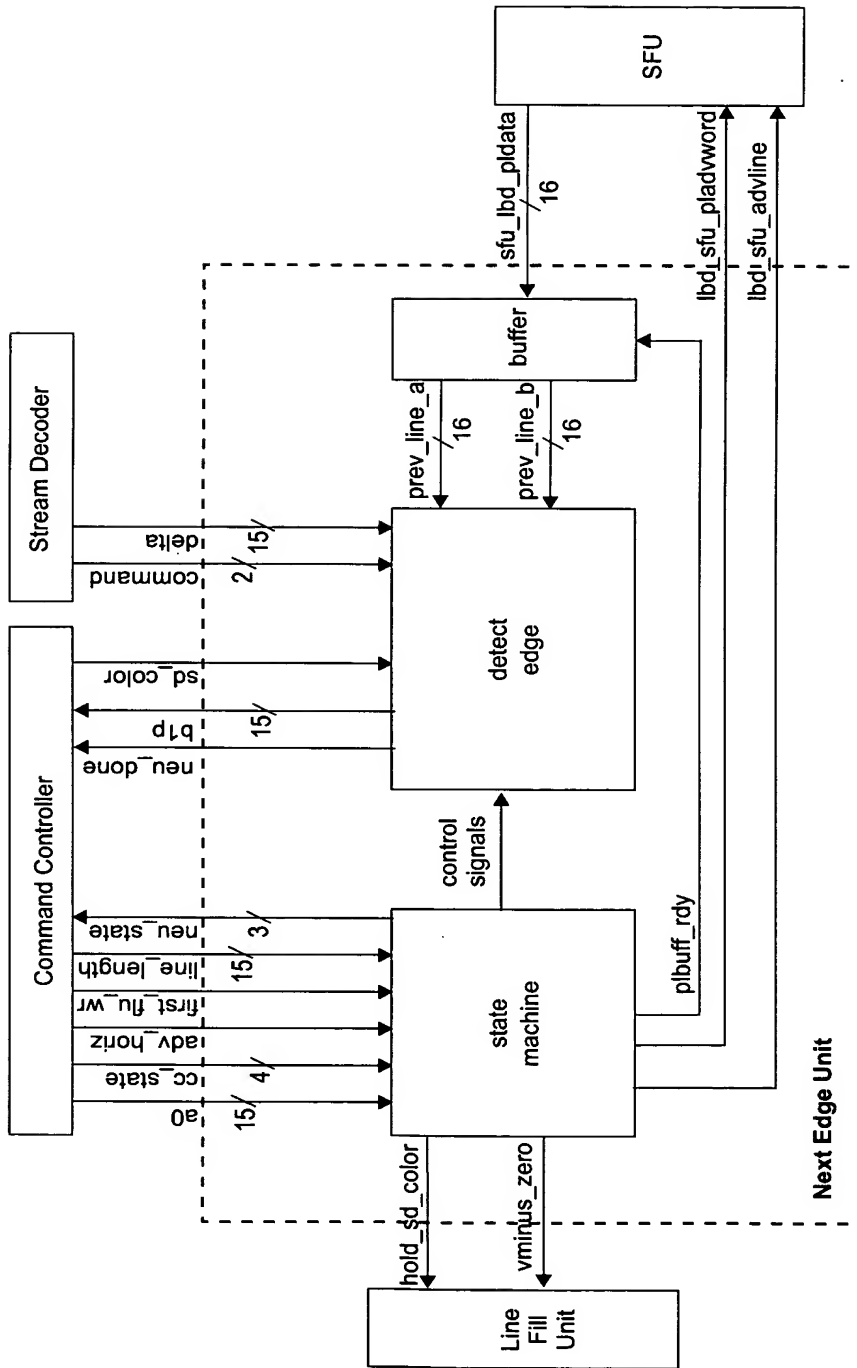 Command Controller
Stream Decoder
a0
15
cc_state
4
adv_horiz
first_flu_wr
line_length
15
neu_state
3
neu_done
b1p
15
sd_color
command
2
delta
15
hold_sd_color
vminus_zero
Line
Fill
Unit
state
machine
control
signals
detect
edge
prev_line_a
16
prev_line_b
16
buffer
sfu_lbd_pldata
16
SFU
plbuff_rdy
lbd_sfu_pladvword
lbd_sfu_advline
Next Edge Unit